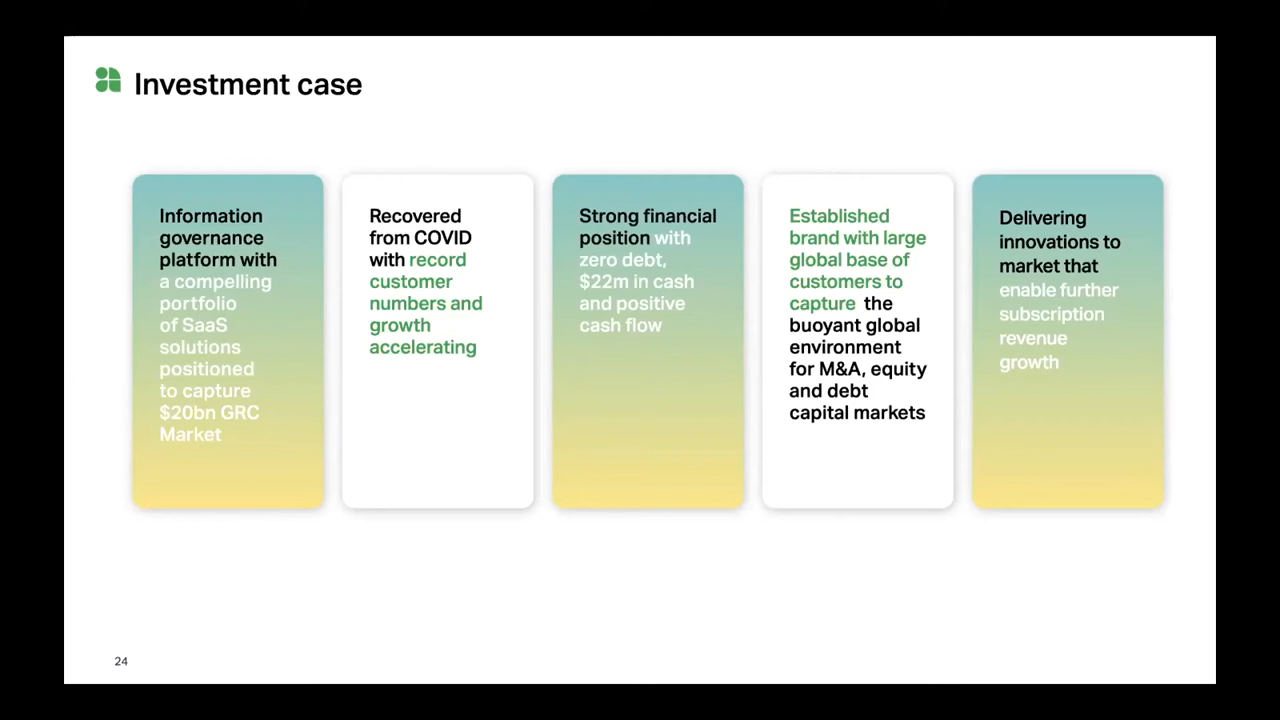 Investment case
Information
governance
platform with
a compelling
portfolio
of SaaS
solutions
positioned
to capture
$20bn GRC
Market
Recovered
from COVID
with record
customer
numbers and
growth
accelerating
Strong financial
position with
zero debt,
$22m in cash
and positive
cash flow
Established
brand with large
global base of
customers to
capture the
buoyant global
environment
for M&A, equity
and debt
capital markets
Delivering
innovations to
market that
enable further
subscription
revenue
growth
24